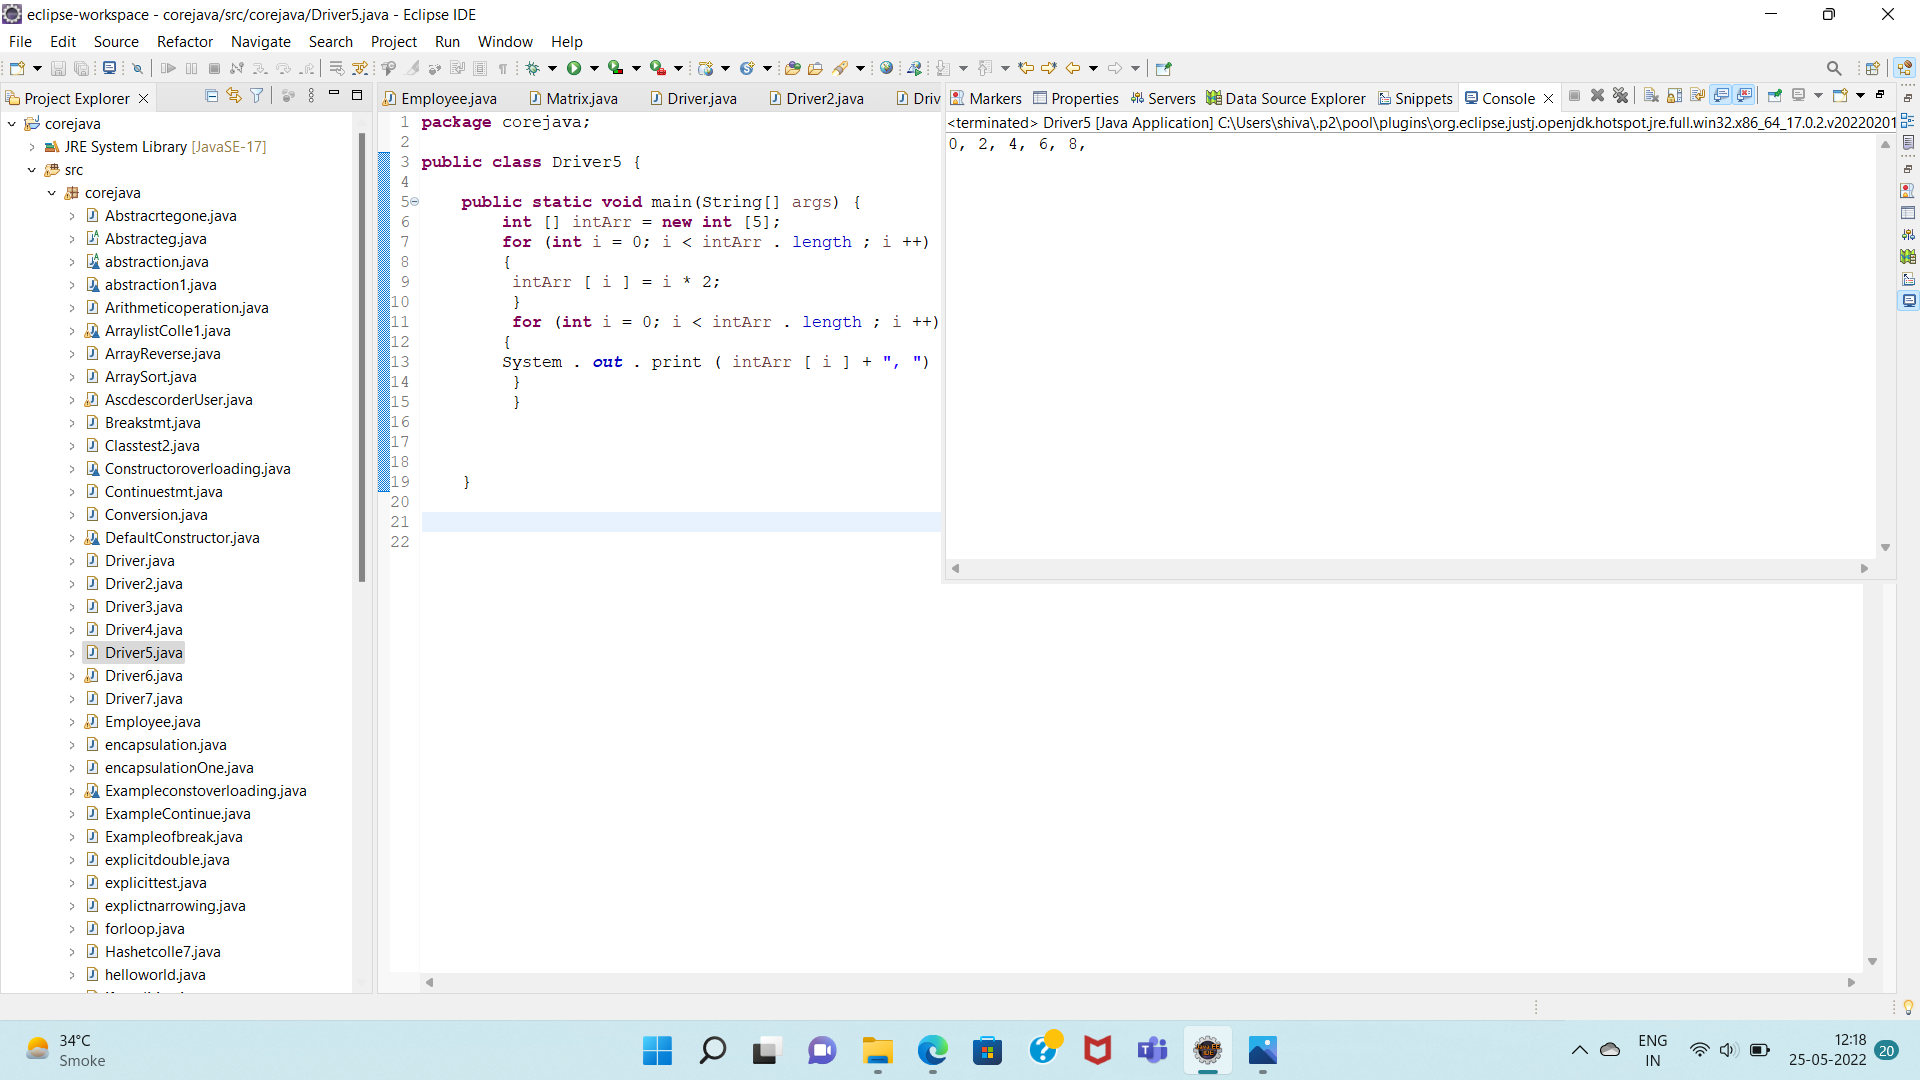 eclipse-workspace - corejava/src/corejava/Driver5.java - Eclipse IDE
File Edit Source Refactor Navigate Search Project Run Window Help
Project Explorer
corejava
JRE System Library [JavaSE-17]
src
corejava
Abstracrtegone.java
Abstracteg.java
abstraction.java
abstraction1.java
Arithmeticoperation.java
ArraylistColle1.java
ArrayReverse.java
ArraySort.java
AscdescorderUser.java
Breakstmt.java
Classtest2.java
Constructoroverloading.java
Continuestmt.java
Conversion.java
DefaultConstructor.java
Driver.java
Driver2.java
Driver3.java
Driver4.java
Driver5.java
Driver6.java
Driver7.java
Employee.java
encapsulation.java
encapsulationOne.java
Exampleconstoverloading.java
ExampleContinue.java
Exampleofbreak.java
explicitdouble.java
explicittest.java
explictnarrowing.java
forloop.java
Hashetcolle7.java
helloworld.java
Employee.java Matrix.java Driver.java Driver2.java Driv
1 package corejava;
2
3 public class Driver5 {
4
5 public static void main(String[] args) {
6 int [] intArr = new int [5];
7 for (int i = 0; i < intArr . length ; i ++)
8 {
9 intArr [ i ] = i * 2;
10 }
11 for (int i = 0; i < intArr . length ; i ++)
12 {
13 System . out . print ( intArr [ i ] + ", ")
14 }
15 }
16
17
18
19 }
20
21
22
Markers Properties Servers Data Source Explorer Snippets Console
<terminated> Driver5 [Java Application] C:\Users\shiva\.p2\pool\plugins\org.eclipse.justj.openjdk.hotspot.jre.full.win32.x86_64_17.0.2.v20220201
0, 2, 4, 6, 8,
34°C
Smoke
ENG
IN
12:18
25-05-2022
20